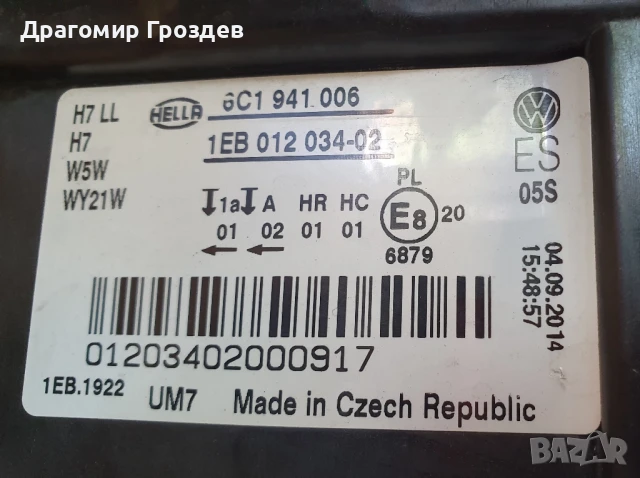 Драгомир Гроздев
H7 LL HELLA 6C1 941 006
H7 1EB 012 034-02
W5W
WY21W
ES
05S
1a A HR HC PL
01 02 01 01 E8 20
6879
04.09.2014
15:48:57
01203402000917
1EB.1922 UM7 Made in Czech Republic
BAZAR